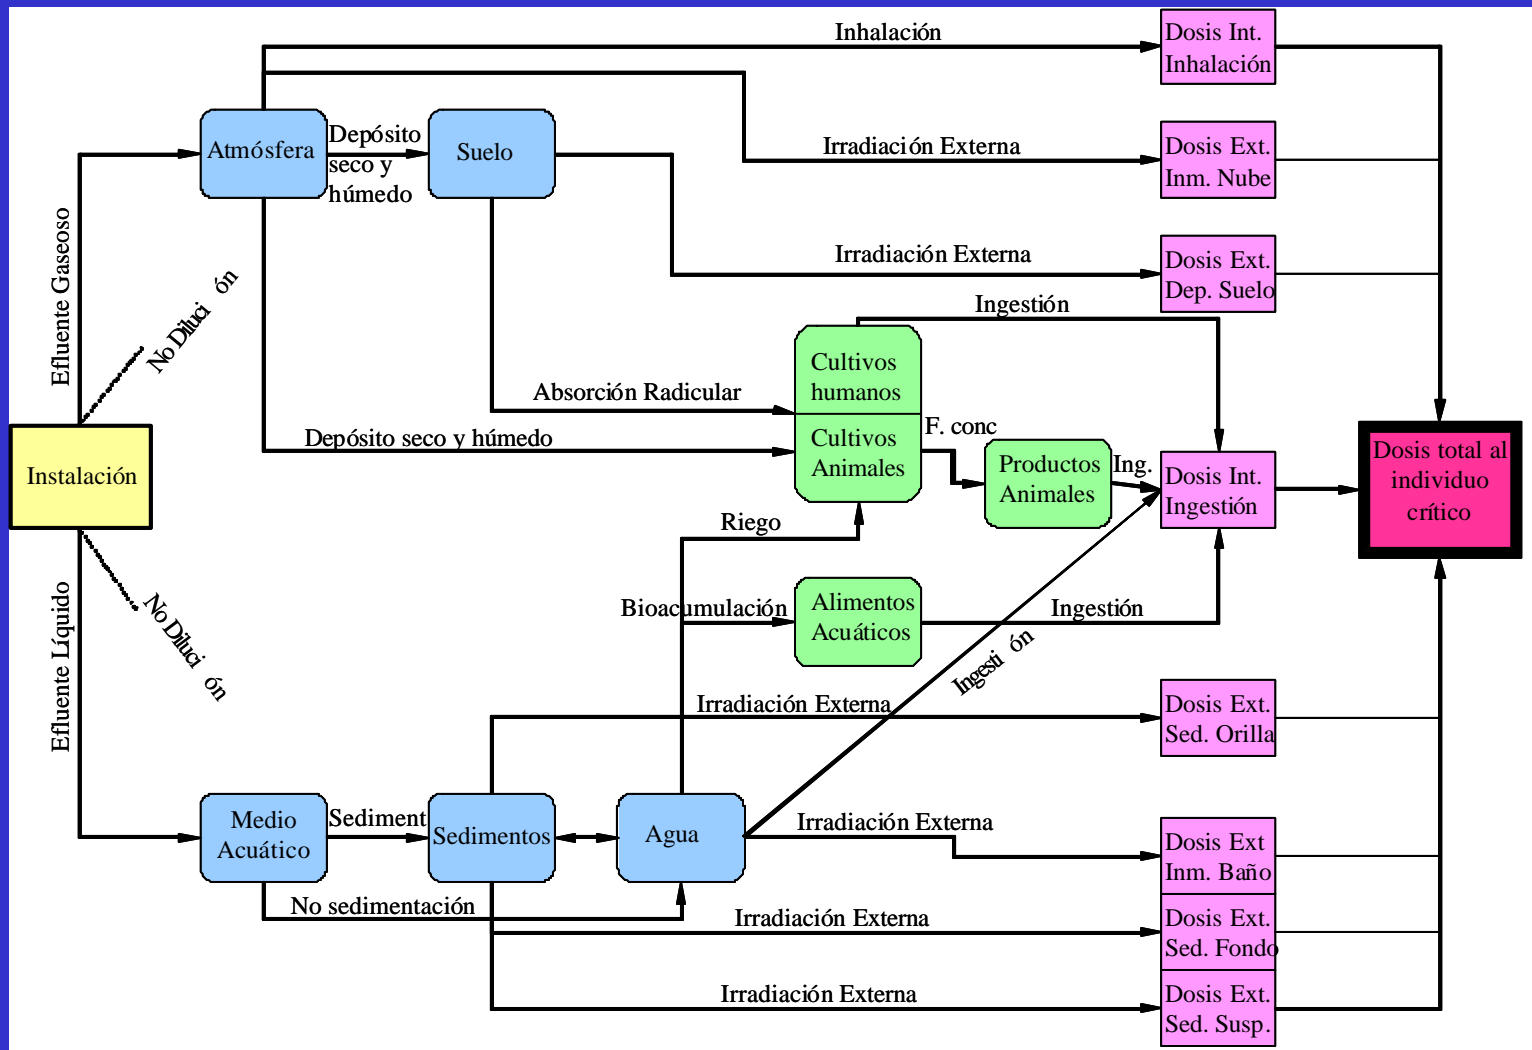 Inhalación
Dosis Int.
Inhalación
Atmósfera
Depósito
seco y
húmedo
Suelo
Irradiación Externa
Dosis Ext.
Inm. Nube
Irradiación Externa
Dosis Ext.
Dep. Suelo
Efluente Gaseoso
No Diluci ón
Ingestión
Cultivos
humanos
Absorción Radicular
Depósito seco y húmedo
Cultivos
Animales
F. conc
Productos
Animales
Ing.
Dosis Int.
Ingestión
Dosis total al
individuo
crítico
Instalación
Riego
Efluente Líquido
No Diluci ón
Bioacumulación
Alimentos
Acuáticos
Ingestión
Ingesti ón
Irradiación Externa
Dosis Ext.
Sed. Orilla
Medio
Acuático
Sediment
Sedimentos
Agua
Irradiación Externa
Dosis Ext
Inm. Baño
No sedimentación
Irradiación Externa
Dosis Ext.
Sed. Fondo
Irradiación Externa
Dosis Ext.
Sed. Susp.